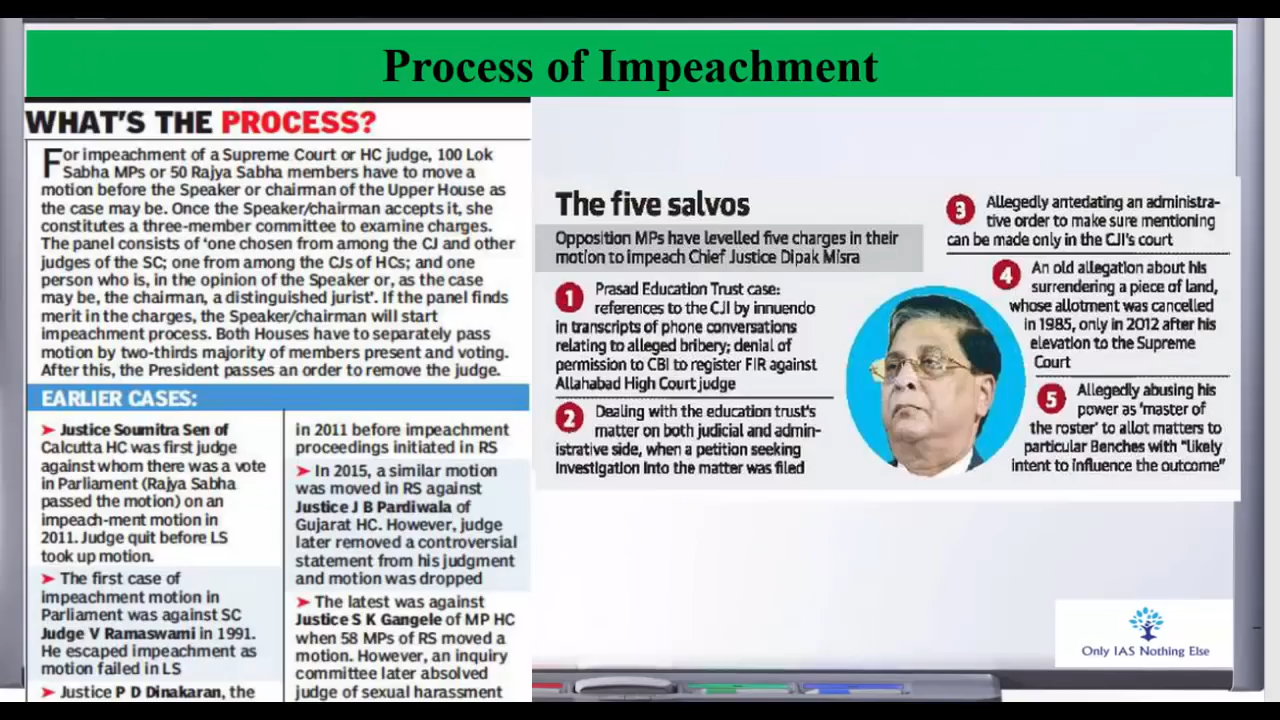 Process of Impeachment
WHAT'S THE PROCESS?
For impeachment of a Supreme Court or HC judge, 100 Lok
Sabha MPs or 50 Rajya Sabha members have to move a
motion before the Speaker or chairman of the Upper House as
the case may be. Once the Speaker/chairman accepts it, she
constitutes a three-member committee to examine charges.
The panel consists of 'one chosen from among the CJ and other
judges of the SC; one from among the CJs of HCs; and one
person who is, in the opinion of the Speaker or, as the case
may be, the chairman, a distinguished jurist'. If the panel finds
merit in the charges, the Speaker/chairman will start
impeachment process. Both Houses have to separately pass
motion by two-thirds majority of members present and voting.
After this, the President passes an order to remove the judge.
EARLIER CASES:
➤ Justice Soumitra Sen of
Calcutta HC was first judge
against whom there was a vote
in Parliament (Rajya Sabha
passed the motion) on an
impeach-ment motion in
2011. Judge quit before LS
took up motion.
➤ The first case of
impeachment motion in
Parliament was against SC
Judge V Ramaswami in 1991.
He escaped impeachment as
motion failed in LS
➤ Justice P D Dinakaran, the
in 2011 before impeachment
proceedings initiated in RS
➤ In 2015, a similar motion
was moved in RS against
Justice J B Pardiwala of
Gujarat HC. However, judge
later removed a controversial
statement from his judgment
and motion was dropped
➤ The latest was against
Justice S K Gangele of MP HC
when 58 MPs of RS moved a
motion. However, an inquiry
committee later absolved
judge of sexual harassment
The five salvos
Opposition MPs have levelled five charges in their
motion to impeach Chief Justice Dipak Misra
1 Prasad Education Trust case:
references to the CJI by innuendo
in transcripts of phone conversations
relating to alleged bribery; denial of
permission to CBI to register FIR against
Allahabad High Court judge
2 Dealing with the education trust's
matter on both judicial and admin-
istrative side, when a petition seeking
investigation into the matter was filed
3 Allegedly antedating an administra-
tive order to make sure mentioning
can be made only in the CJI's court
4 An old allegation about his
surrendering a piece of land,
whose allotment was cancelled
in 1985, only in 2012 after his
elevation to the Supreme
Court
5 Allegedly abusing his
power as 'master of
the roster' to allot matters to
particular Benches with "likely
intent to influence the outcome"
Only IAS Nothing Else